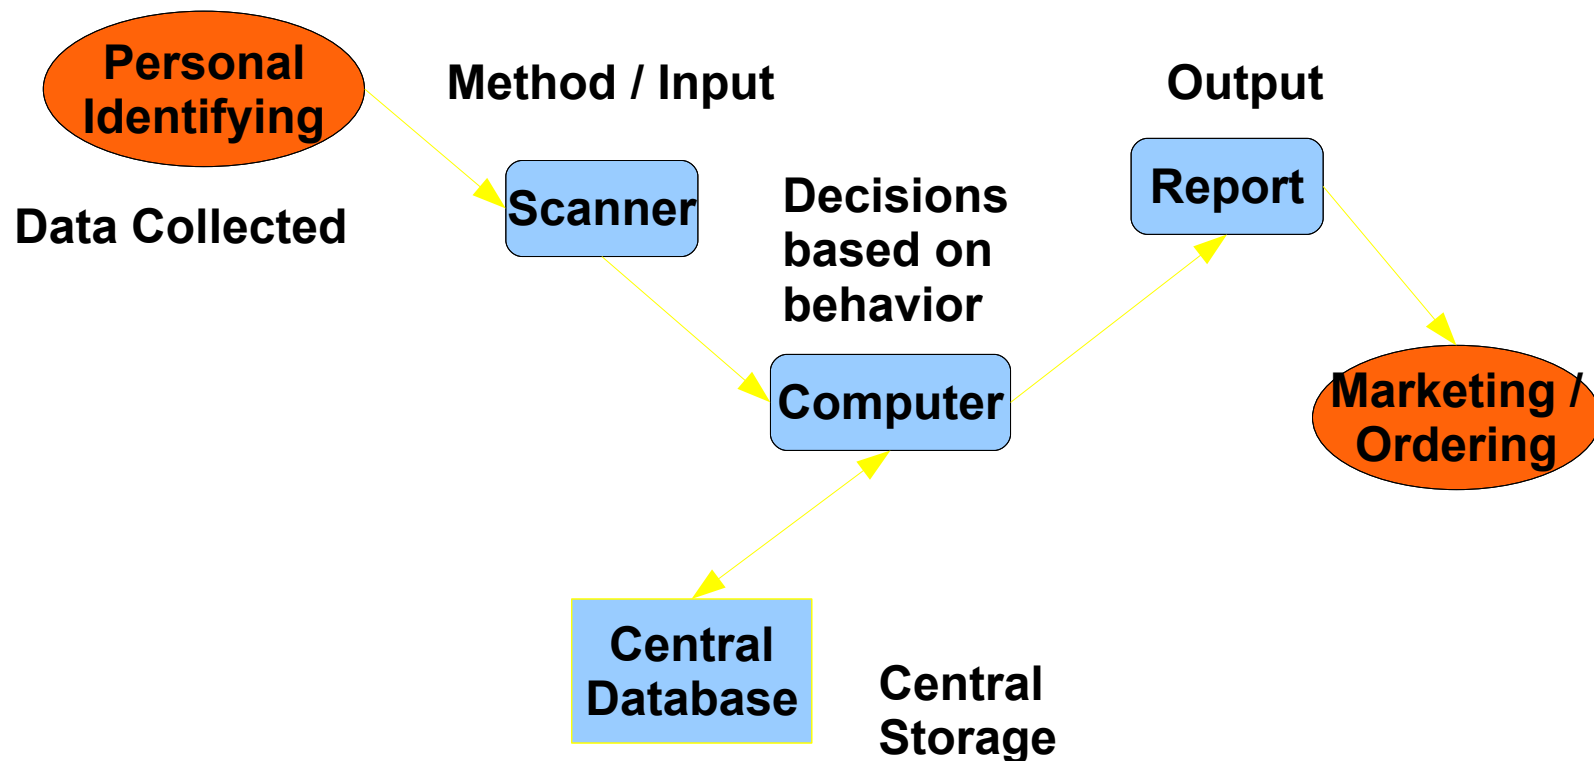 Personal
Identifying
Data Collected
Method / Input
Scanner
Decisions
based on
behavior
Computer
Central
Database
Central
Storage
Output
Report
Marketing /
Ordering